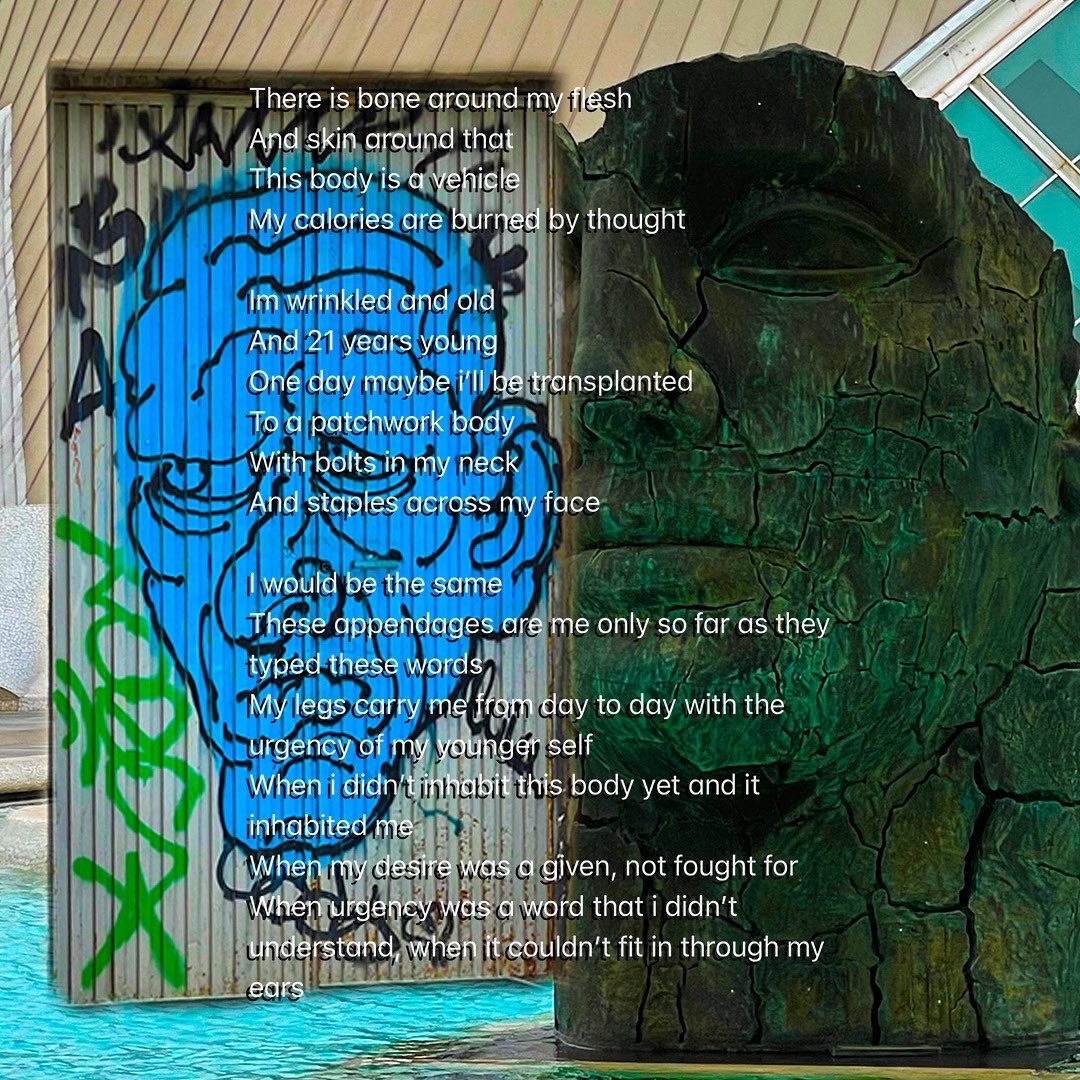 There is bone around my flesh
And skin around that
This body is a vehicle
My calories are burned by thought
Im wrinkled and old
And 21 years young
One day maybe i’ll be transplanted
To a patchwork body
With bolts in my neck
And staples across my face
I would be the same
These appendages are me only so far as they
typed these words
My legs carry me from day to day with the
urgency of my younger self
When i didn’t inhabit this body yet and it
inhabited me
When my desire was a given, not fought for
When urgency was a word that i didn’t
understand, when it couldn’t fit in through my
ears